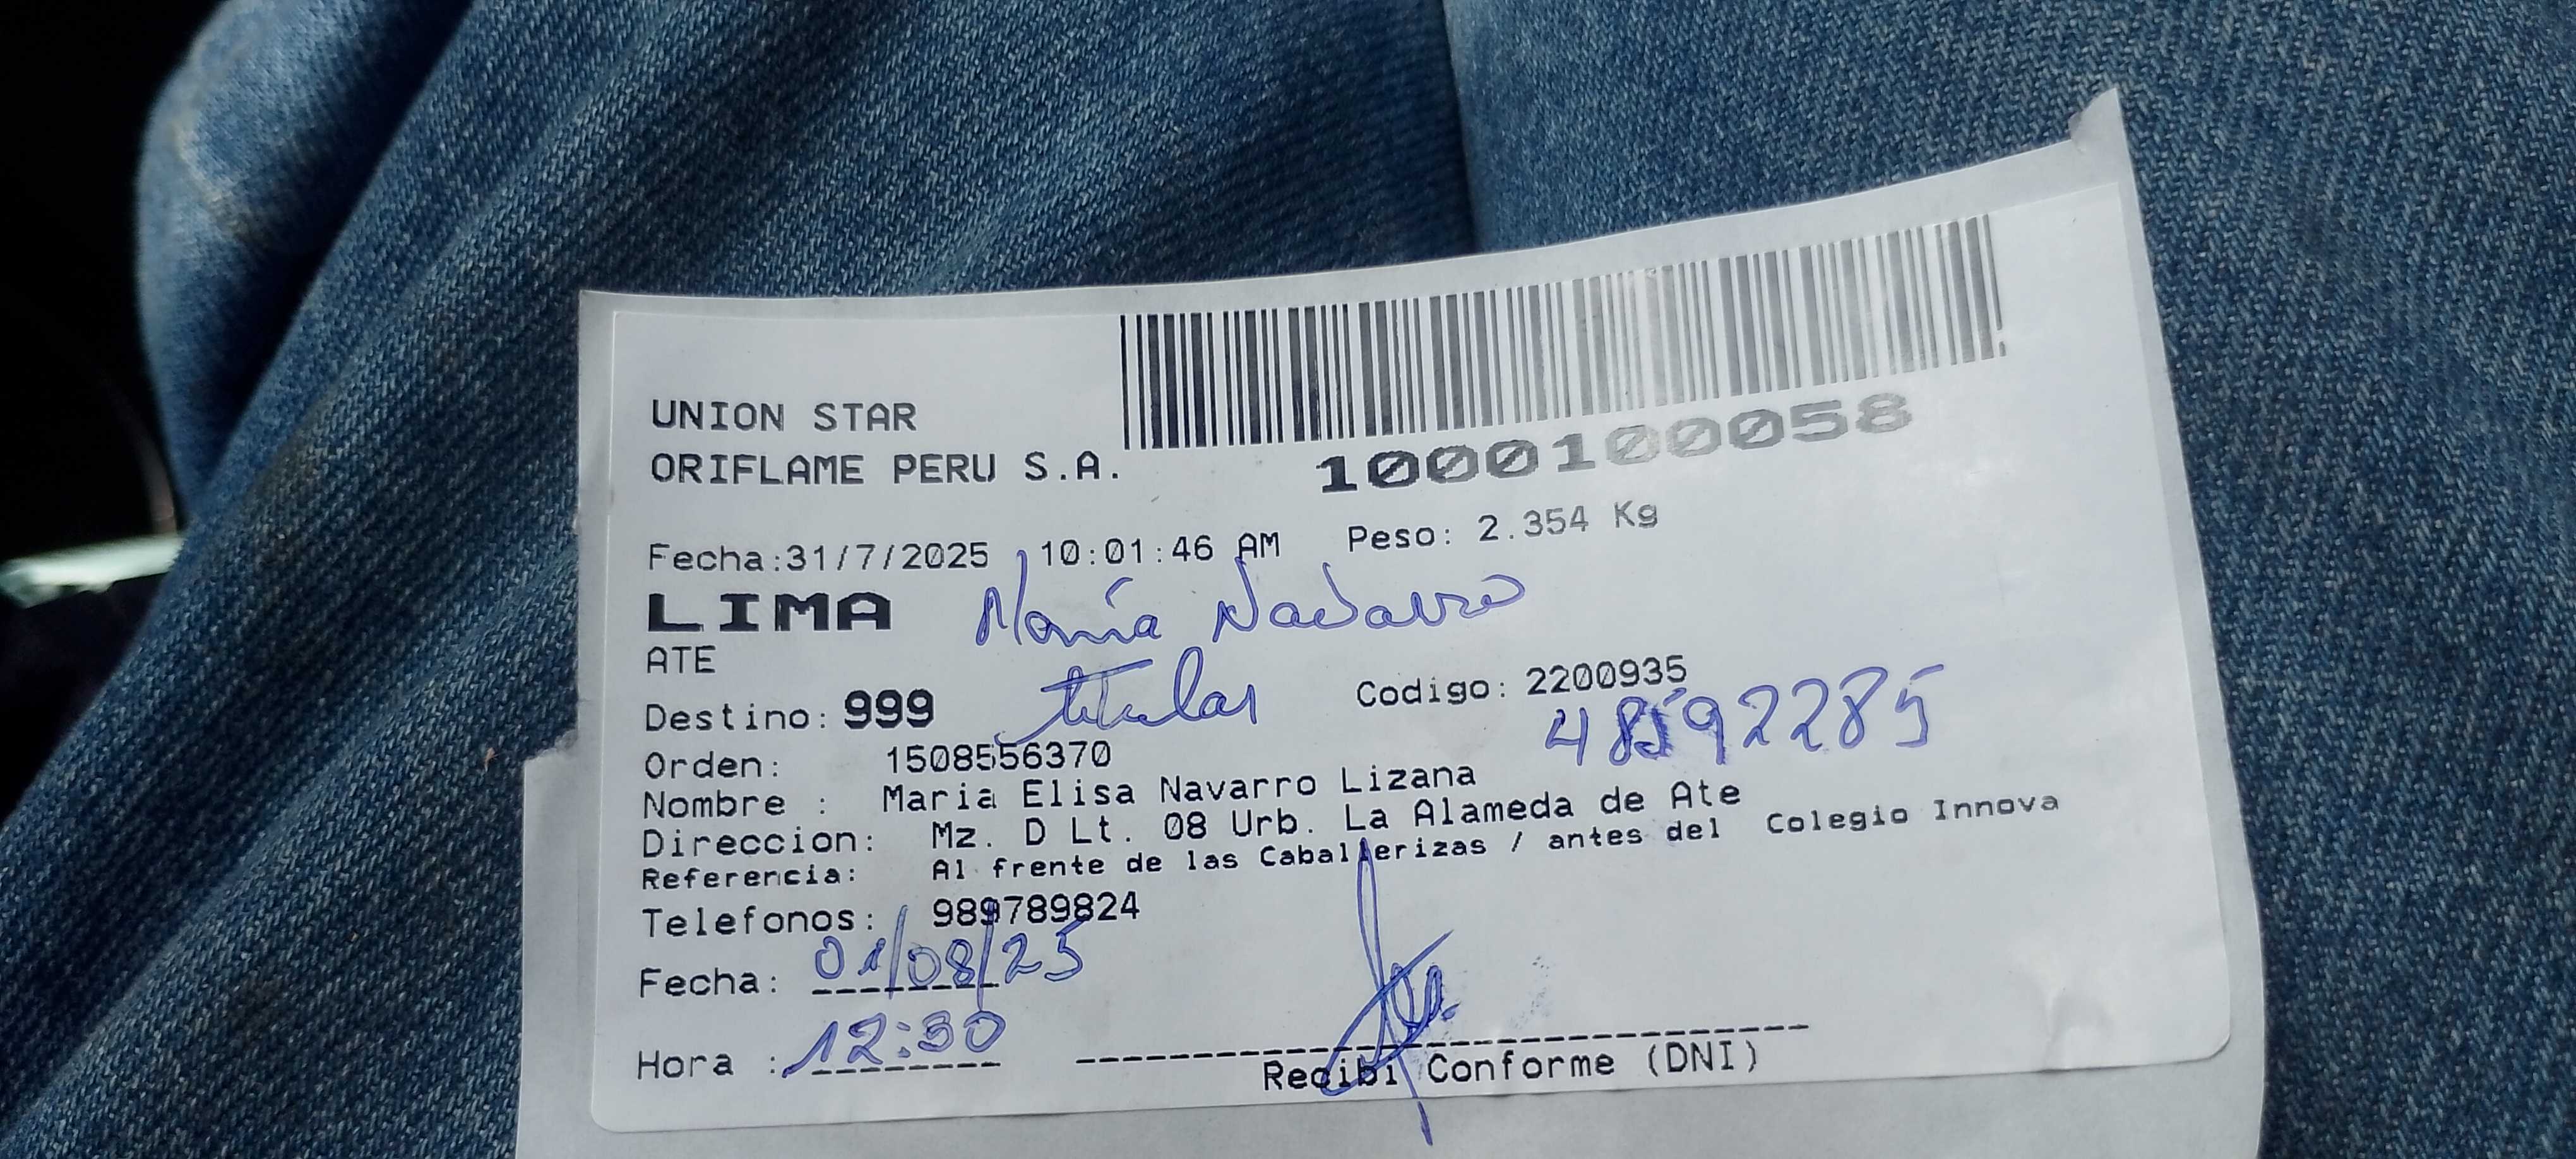 UNION STAR
ORIFLAME PERU S.A.
1000100058
Fecha:31/7/2025 10:01:46 AM Peso: 2.354 Kg
LIMA María Navarro
ATE
titular
Destino: 999 Codigo: 2200935
48592285
Orden: 1508556370
Nombre : Maria Elisa Navarro Lizana
Direccion: Mz. D Lt. 08 Urb. La Alameda de Ate
Referencia: Al frente de las Caballerizas / antes del Colegio Innova
Telefonos: 989789824
Fecha: 01/08/25
Hora : 12:30
Recibi Conforme (DNI)